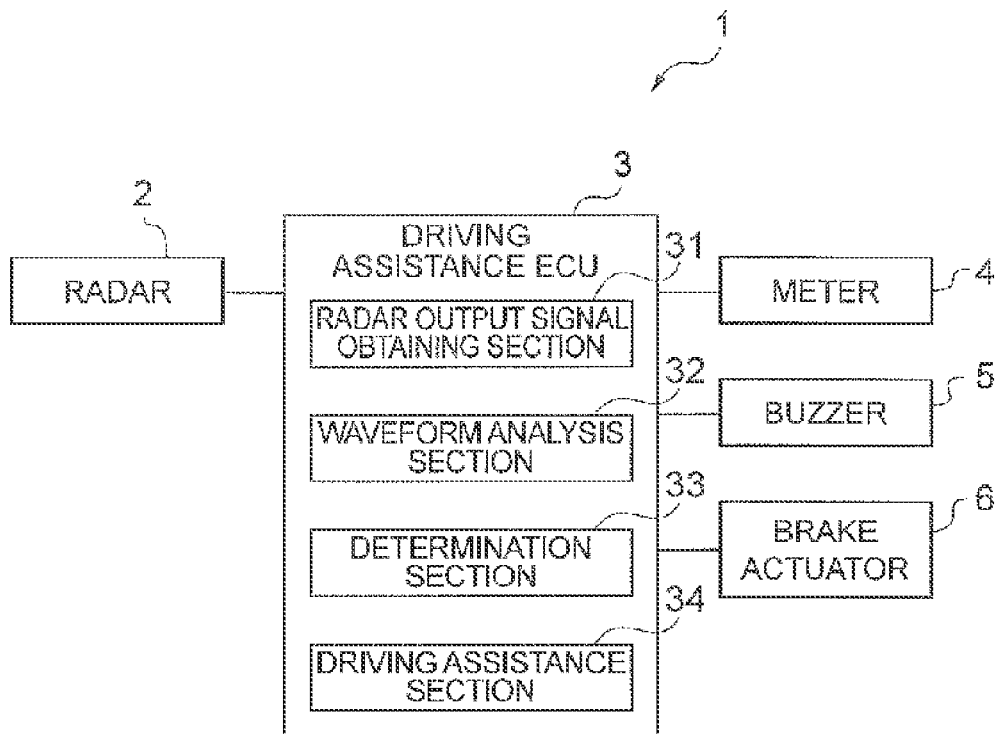 1
2
RADAR
3
DRIVING
ASSISTANCE ECU
31
RADAR OUTPUT SIGNAL
OBTAINING SECTION
32
WAVEFORM ANALYSIS
SECTION
33
DETERMINATION
SECTION
34
DRIVING ASSISTANCE
SECTION
METER
4
BUZZER
5
BRAKE
ACTUATOR
6